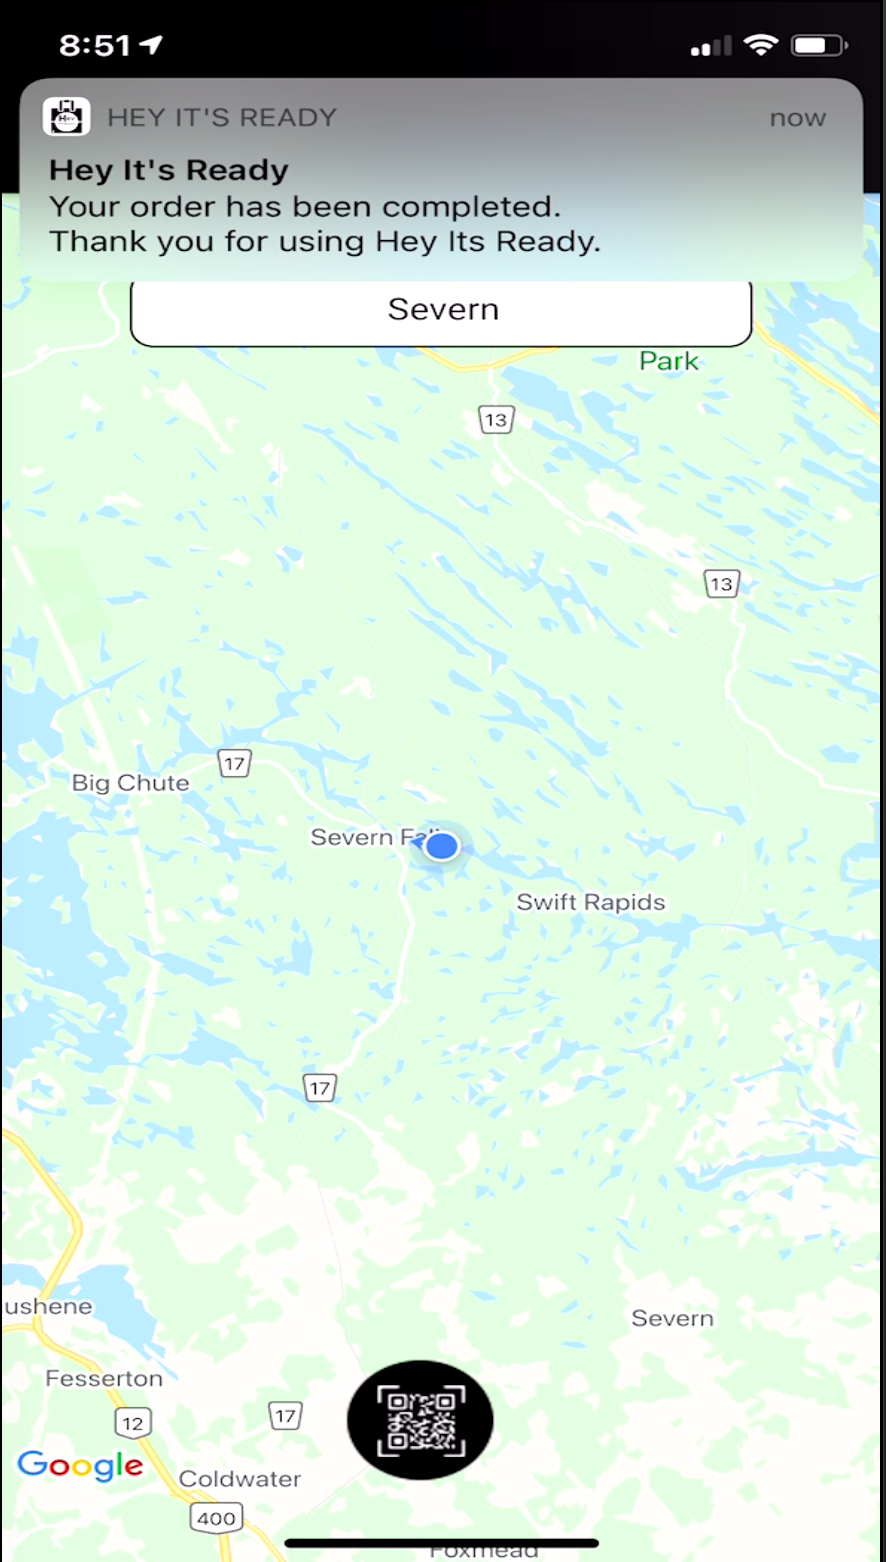 8:51
HEY IT'S READY now
Hey It's Ready
Your order has been completed.
Thank you for using Hey Its Ready.
Severn
Park
13
13
17
Big Chute
Severn
Swift Rapids
17
ushene
Severn
Fesserton
12
17
Google
Coldwater
400
Foxmead